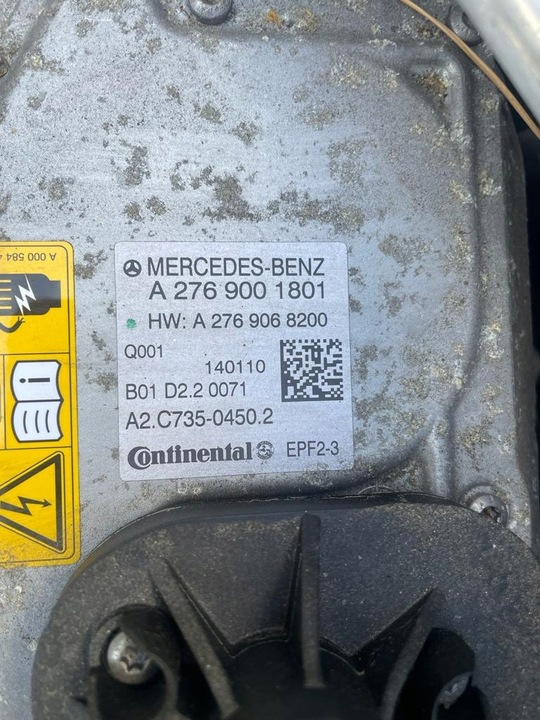 A 000 584 4
MERCEDES-BENZ
A 276 900 1801
HW: A 276 906 8200
Q001
140110
B01 D2.2 0071
A2.C735-0450.2
Continental EPF2-3